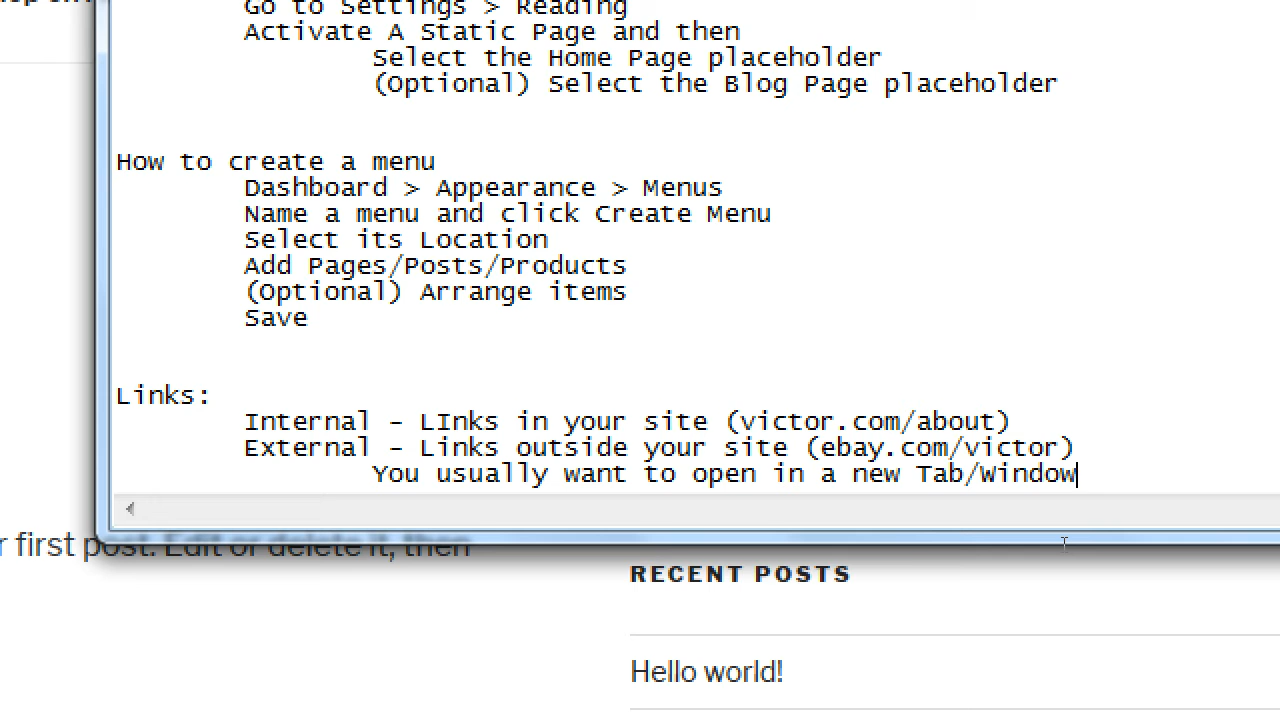 Go to Settings > Reading
Activate A Static Page and then
Select the Home Page placeholder
(Optional) Select the Blog Page placeholder
How to create a menu
Dashboard > Appearance > Menus
Name a menu and click Create Menu
Select its Location
Add Pages/Posts/Products
(Optional) Arrange items
Save
Links:
Internal - LInks in your site (victor.com/about)
External - Links outside your site (ebay.com/victor)
You usually want to open in a new Tab/Window
first post. Edit or delete it, then
RECENT POSTS
Hello world!